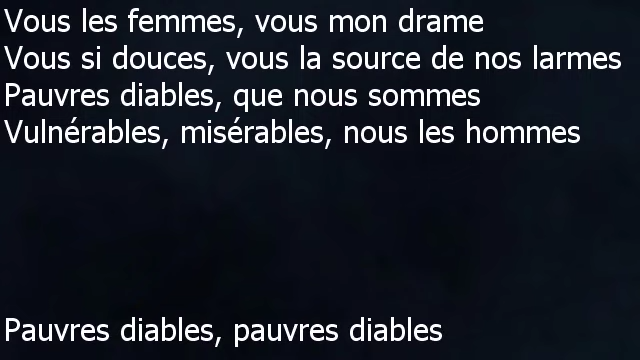 Vous les femmes, vous mon drame
Vous si douces, vous la source de nos larmes
Pauvres diables, que nous sommes
Vulnérables, misérables, nous les hommes
Pauvres diables, pauvres diables